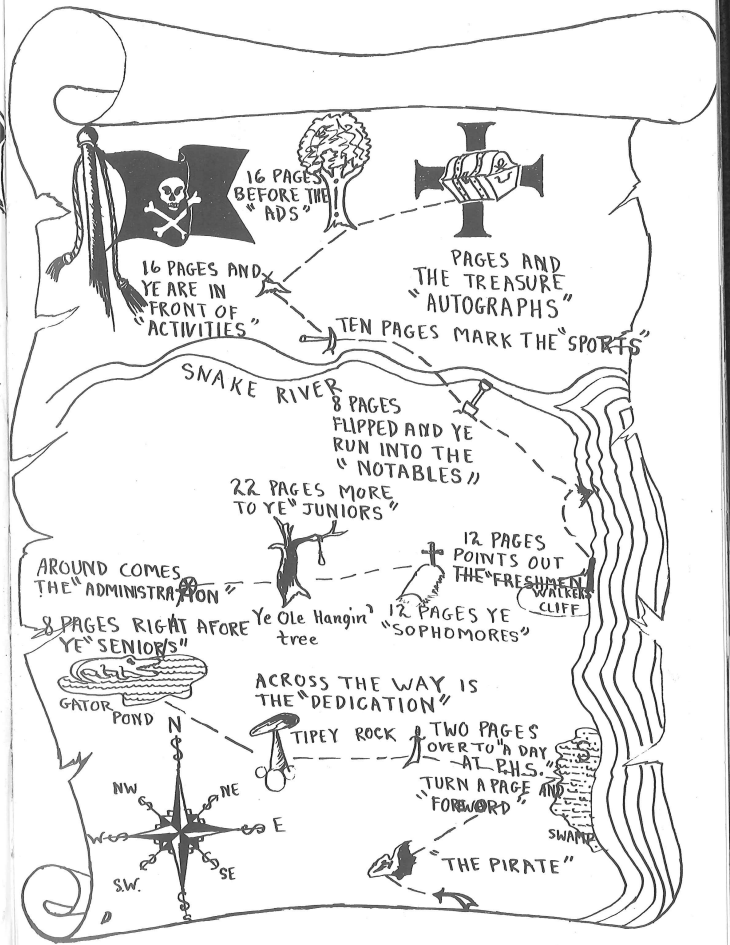 16 PAGES
BEFORE THE
"ADS"
PAGES AND
THE TREASURE
"AUTOGRAPHS"
16 PAGES AND
YE ARE IN
FRONT OF
"ACTIVITIES"
TEN PAGES MARK THE "SPORTS"
SNAKE RIVER
8 PAGES
FLIPPED AND YE
RUN INTO THE
"NOTABLES"
22 PAGES MORE
TO YE "JUNIORS"
12 PAGES
POINTS OUT
THE "FRESHMEN"
WALKERS
CLIFF
AROUND COMES
THE "ADMINISTRATION"
Ye Ole Hangin'
tree
12 PAGES YE
"SOPHOMORES"
8 PAGES RIGHT AFORE
YE "SENIORS"
GATOR
POND
ACROSS THE WAY IS
THE "DEDICATION"
TIPEY ROCK
TWO PAGES
OVER TO "A DAY
AT P.H.S."
TURN A PAGE AND
"FORWORD"
S
SWAMP
N
NW
NE
W
E
S.W.
SE
S
"THE PIRATE"